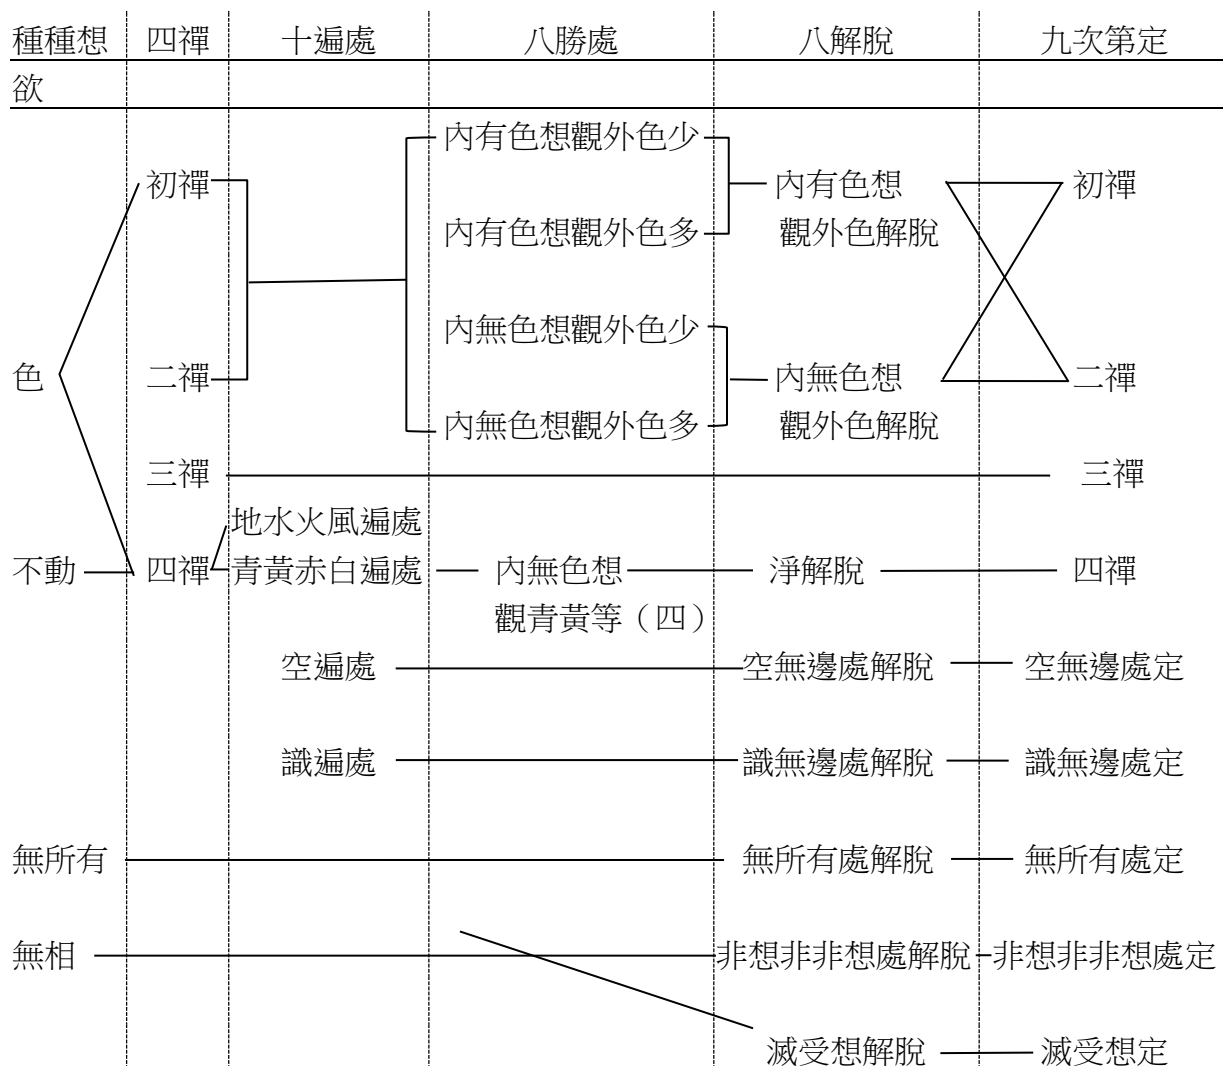 種種想 四禪 十遍處 八勝處 八解脫 九次第定
欲
內有色想觀外色少
初禪 內有色想 初禪
內有色想觀外色多 觀外色解脫
內無色想觀外色少
色 二禪 內無色想 二禪
內無色想觀外色多 觀外色解脫
三禪 三禪
地水火風遍處
不動 四禪 青黃赤白遍處 內無色想 淨解脫 四禪
觀青黃等（四）
空遍處 空無邊處解脫 空無邊處定
識遍處 識無邊處解脫 識無邊處定
無所有 無所有處解脫 無所有處定
無相 非想非非想處解脫 非想非非想處定
滅受想解脫 滅受想定